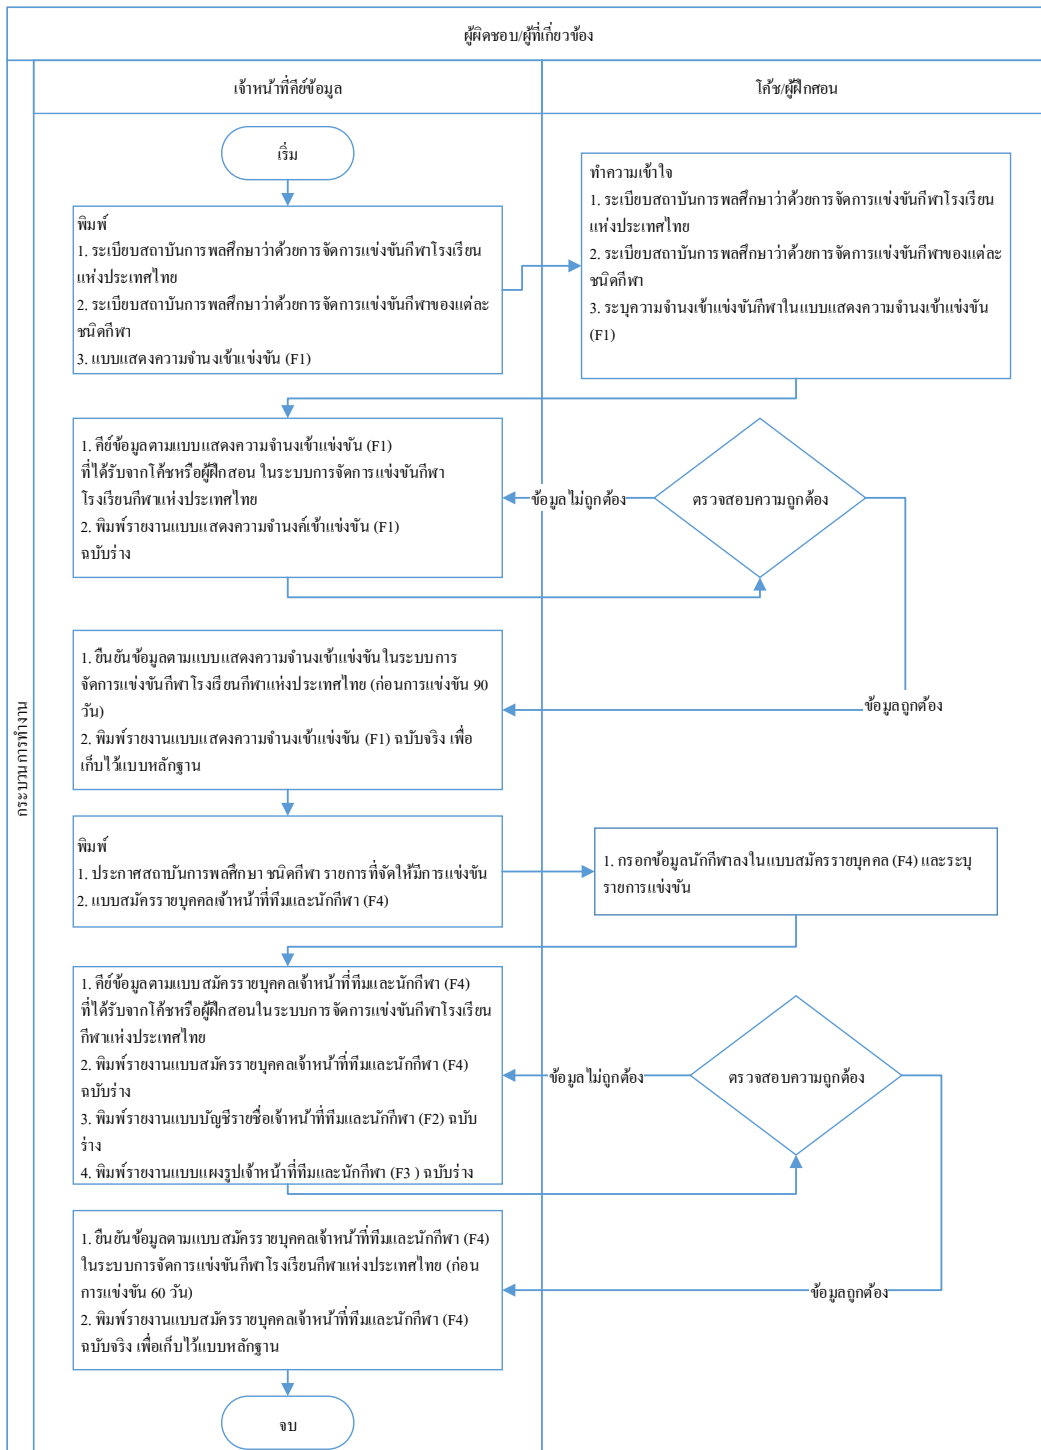 ผู้ผิดชอบ/ผู้ที่เกี่ยวข้อง
เจ้าหน้าที่คีย์ข้อมูล
โค้ช/ผู้ฝึกสอน
กระบวนการทำงาน
เริ่ม
พิมพ์
1. ระเบียบสถาบันการพลศึกษาว่าด้วยการจัดการแข่งขันกีฬาโรงเรียน
แห่งประเทศไทย
2. ระเบียบสถาบันการพลศึกษาว่าด้วยการจัดการแข่งขันกีฬาของแต่ละ
ชนิดกีฬา
3. แบบแสดงความจำนงเข้าแข่งขัน (F1)
ทำความเข้าใจ
1. ระเบียบสถาบันการพลศึกษาว่าด้วยการจัดการแข่งขันกีฬาโรงเรียน
แห่งประเทศไทย
2. ระเบียบสถาบันการพลศึกษาว่าด้วยการจัดการแข่งขันกีฬาของแต่ละ
ชนิดกีฬา
3. ระบุความจำนงเข้าแข่งขันกีฬาในแบบแสดงความจำนงเข้าแข่งขัน
(F1)
1. คีย์ข้อมูลตามแบบแสดงความจำนงเข้าแข่งขัน (F1)
ที่ได้รับจากโค้ชหรือผู้ฝึกสอน ในระบบการจัดการแข่งขันกีฬา
โรงเรียนกีฬาแห่งประเทศไทย
2. พิมพ์รายงานแบบแสดงความจำนงค์เข้าแข่งขัน (F1)
ฉบับร่าง
ข้อมูลไม่ถูกต้อง
ตรวจสอบความถูกต้อง
1. ยืนยันข้อมูลตามแบบแสดงความจำนงเข้าแข่งขันในระบบการ
จัดการแข่งขันกีฬาโรงเรียนกีฬาแห่งประเทศไทย (ก่อนการแข่งขัน 90
วัน)
2. พิมพ์รายงานแบบแสดงความจำนงเข้าแข่งขัน (F1) ฉบับจริง เพื่อ
เก็บไว้แบบหลักฐาน
ข้อมูลถูกต้อง
พิมพ์
1. ประกาศสถาบันการพลศึกษา ชนิดกีฬา รายการที่จัดให้มีการแข่งขัน
2. แบบสมัครรายบุคคลเจ้าหน้าที่ทีมและนักกีฬา (F4)
1. กรอกข้อมูลนักกีฬาลงในแบบสมัครรายบุคคล (F4) และระบุ
รายการแข่งขัน
1. คีย์ข้อมูลตามแบบสมัครรายบุคคลเจ้าหน้าที่ทีมและนักกีฬา (F4)
ที่ได้รับจากโค้ชหรือผู้ฝึกสอนในระบบการจัดการแข่งขันกีฬาโรงเรียน
กีฬาแห่งประเทศไทย
2. พิมพ์รายงานแบบสมัครรายบุคคลเจ้าหน้าที่ทีมและนักกีฬา (F4)
ฉบับร่าง
3. พิมพ์รายงานแบบบัญชีรายชื่อเจ้าหน้าที่ทีมและนักกีฬา (F2) ฉบับ
ร่าง
4. พิมพ์รายงานแบบแผงรูปเจ้าหน้าที่ทีมและนักกีฬา (F3 ) ฉบับร่าง
ข้อมูลไม่ถูกต้อง
ตรวจสอบความถูกต้อง
1. ยืนยันข้อมูลตามแบบสมัครรายบุคคลเจ้าหน้าที่ทีมและนักกีฬา (F4)
ในระบบการจัดการแข่งขันกีฬาโรงเรียนกีฬาแห่งประเทศไทย (ก่อน
การแข่งขัน 60 วัน)
2. พิมพ์รายงานแบบสมัครรายบุคคลเจ้าหน้าที่ทีมและนักกีฬา (F4)
ฉบับจริง เพื่อเก็บไว้แบบหลักฐาน
ข้อมูลถูกต้อง
จบ